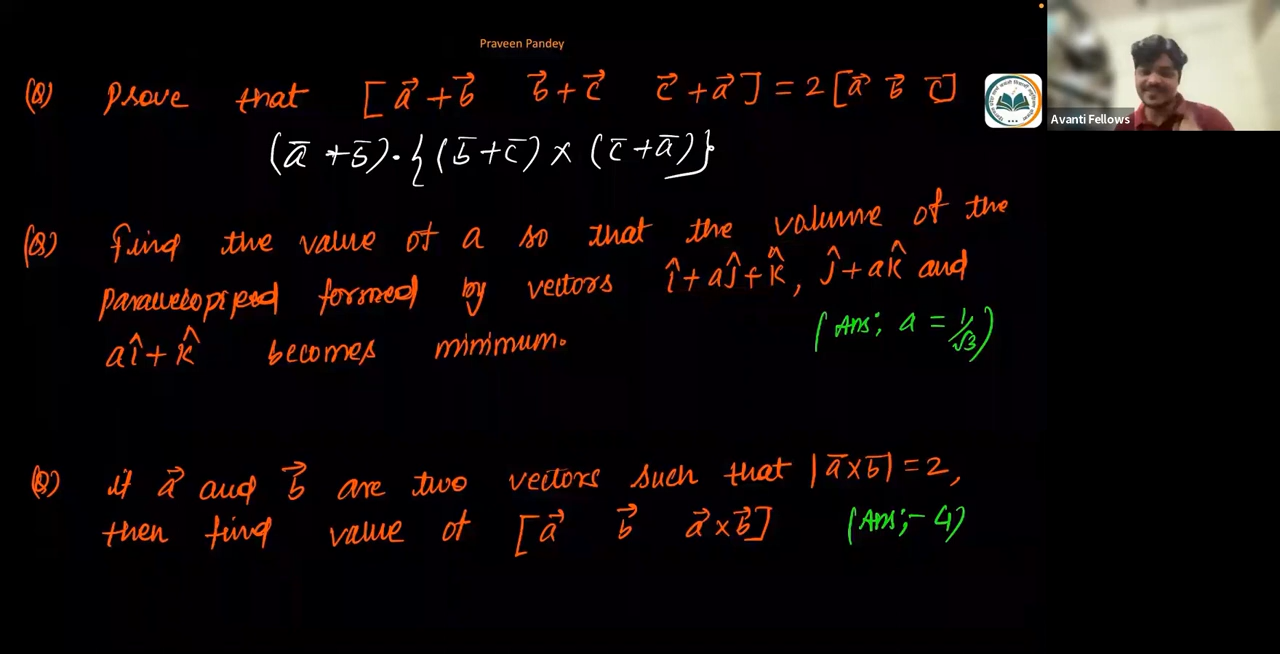 Praveen Pandey
(Q) Prove that [a⃗ + b⃗  b⃗ + c⃗  c⃗ + a⃗] = 2[a⃗ b⃗ c̄]
(ā + b̄)·{(b̄ + c̄) × (c̄ + ā)}·
Avanti Fellows
(Q) Find the value of a so that the volume of the
parallelopiped formed by vectors î + aĵ + k̂, ĵ + ak̂ and
aî + k̂ becomes minimum.
(Ans; a = 1/√3)
(Q) if a⃗ and b⃗ are two vectors such that |ā × b̄| = 2,
then find value of [a⃗ b⃗ a⃗ × b⃗] (Ans;- 4)